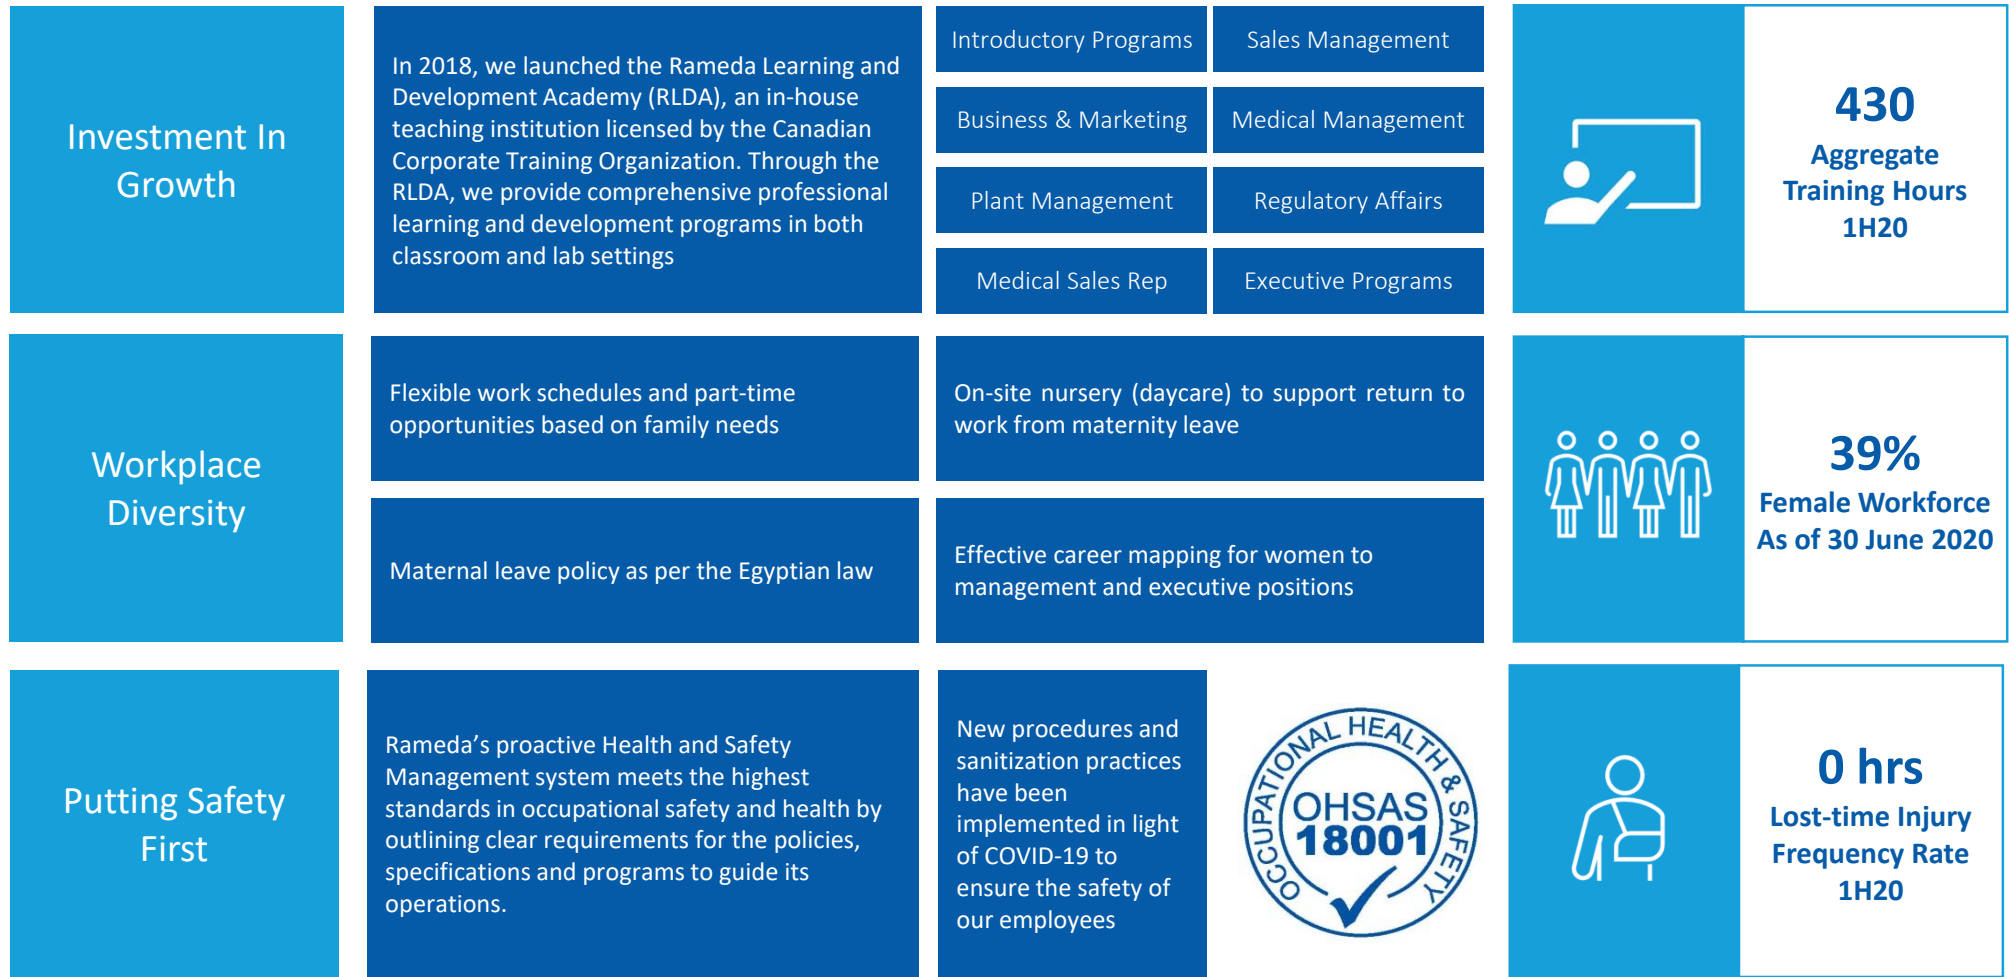 Investment In
Growth
In 2018, we launched the Rameda Learning and
Development Academy (RLDA), an in-house
teaching institution licensed by the Canadian
Corporate Training Organization. Through the
RLDA, we provide comprehensive professional
learning and development programs in both
classroom and lab settings
Introductory Programs
Sales Management
Business & Marketing
Medical Management
Plant Management
Regulatory Affairs
Medical Sales Rep
Executive Programs
430
Aggregate
Training Hours
1H20
Workplace
Diversity
Flexible work schedules and part-time
opportunities based on family needs
On-site nursery (daycare) to support return to
work from maternity leave
Maternal leave policy as per the Egyptian law
Effective career mapping for women to
management and executive positions
39%
Female Workforce
As of 30 June 2020
Putting Safety
First
Rameda’s proactive Health and Safety
Management system meets the highest
standards in occupational safety and health by
outlining clear requirements for the policies,
specifications and programs to guide its
operations.
New procedures and
sanitization practices
have been
implemented in light
of COVID-19 to
ensure the safety of
our employees
OCCUPATIONAL HEALTH & SAFETY
OHSAS
18001
0 hrs
Lost-time Injury
Frequency Rate
1H20